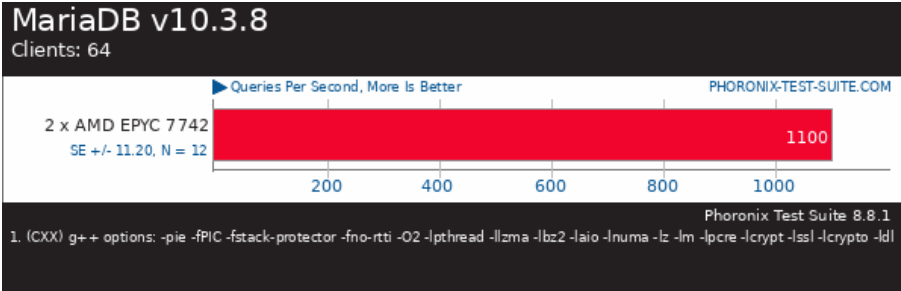 MariaDB v10.3.8
Clients: 64
Queries Per Second, More Is Better
PHORONIX-TEST-SUITE.COM
2 x AMD EPYC 7742
SE +/- 11.20, N = 12
1100
200 400 600 800 1000
Phoronix Test Suite 8.8.1
1. (CXX) g++ options: -pie -fPIC -fstack-protector -fno-rtti -O2 -lpthread -llzma -lbz2 -laio -lnuma -lz -lm -lpcre -lcrypt -lssl -lcrypto -ldl